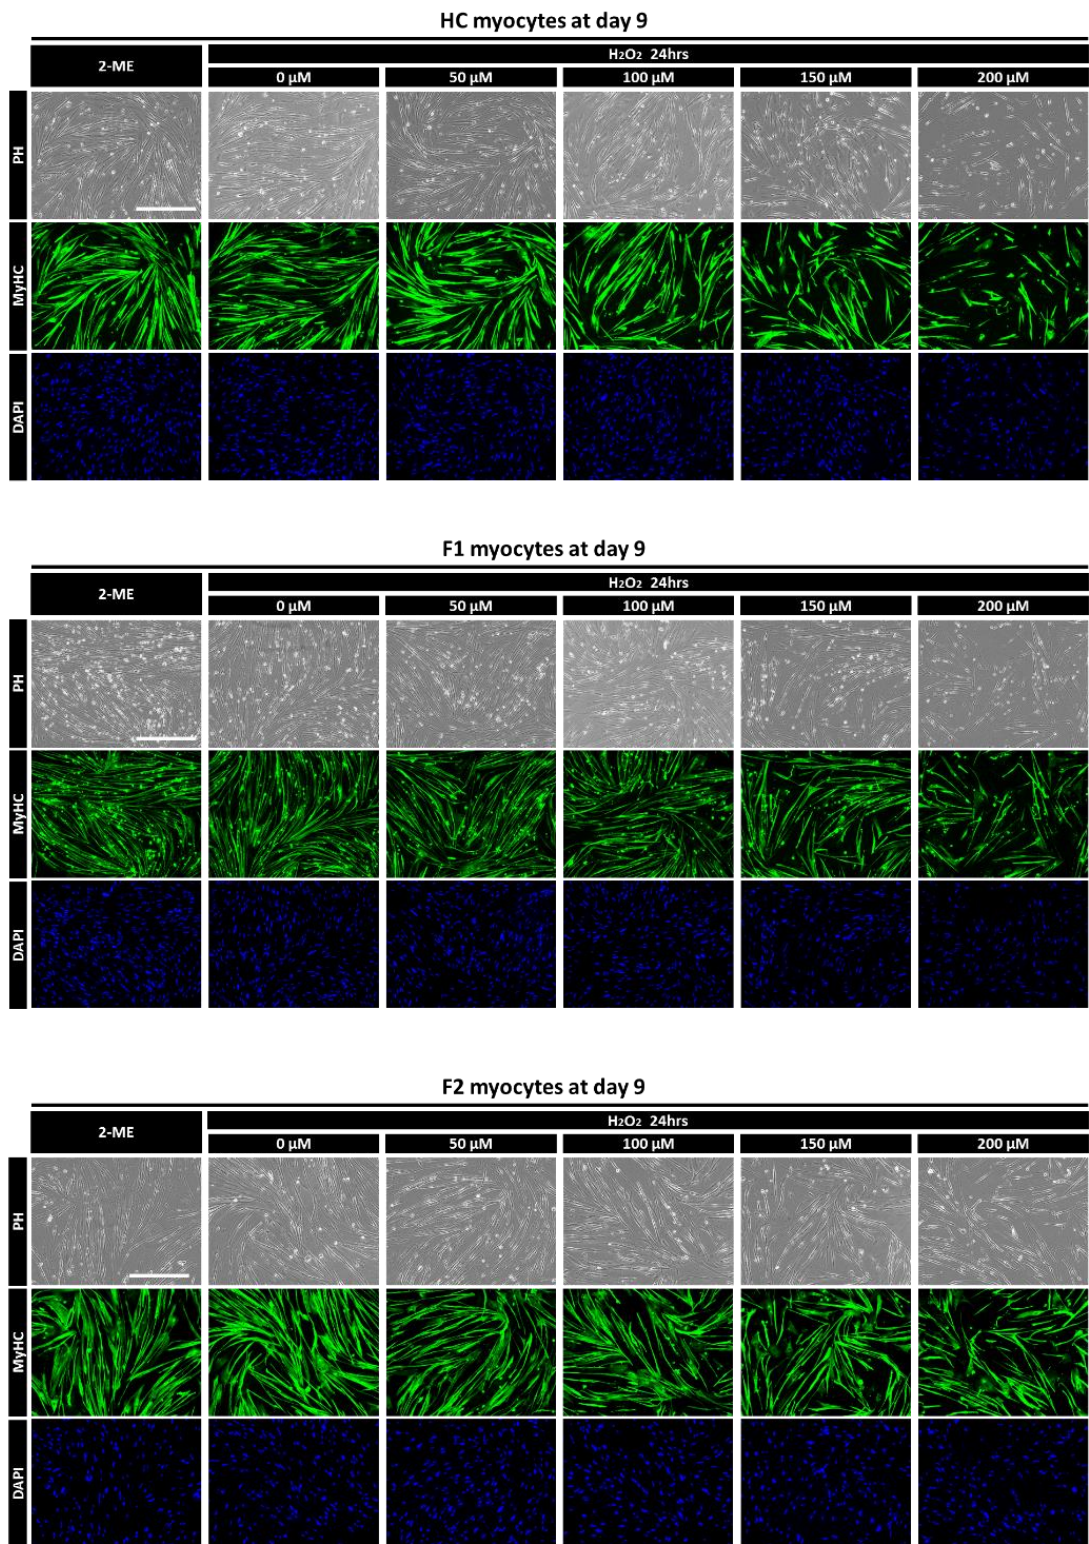 HC myocytes at day 9
2-ME
H₂O₂ 24hrs
0 µM 50 µM 100 µM 150 µM 200 µM
PH
MyHC
DAPI
F1 myocytes at day 9
2-ME
H₂O₂ 24hrs
0 µM 50 µM 100 µM 150 µM 200 µM
PH
MyHC
DAPI
F2 myocytes at day 9
2-ME
H₂O₂ 24hrs
0 µM 50 µM 100 µM 150 µM 200 µM
PH
MyHC
DAPI